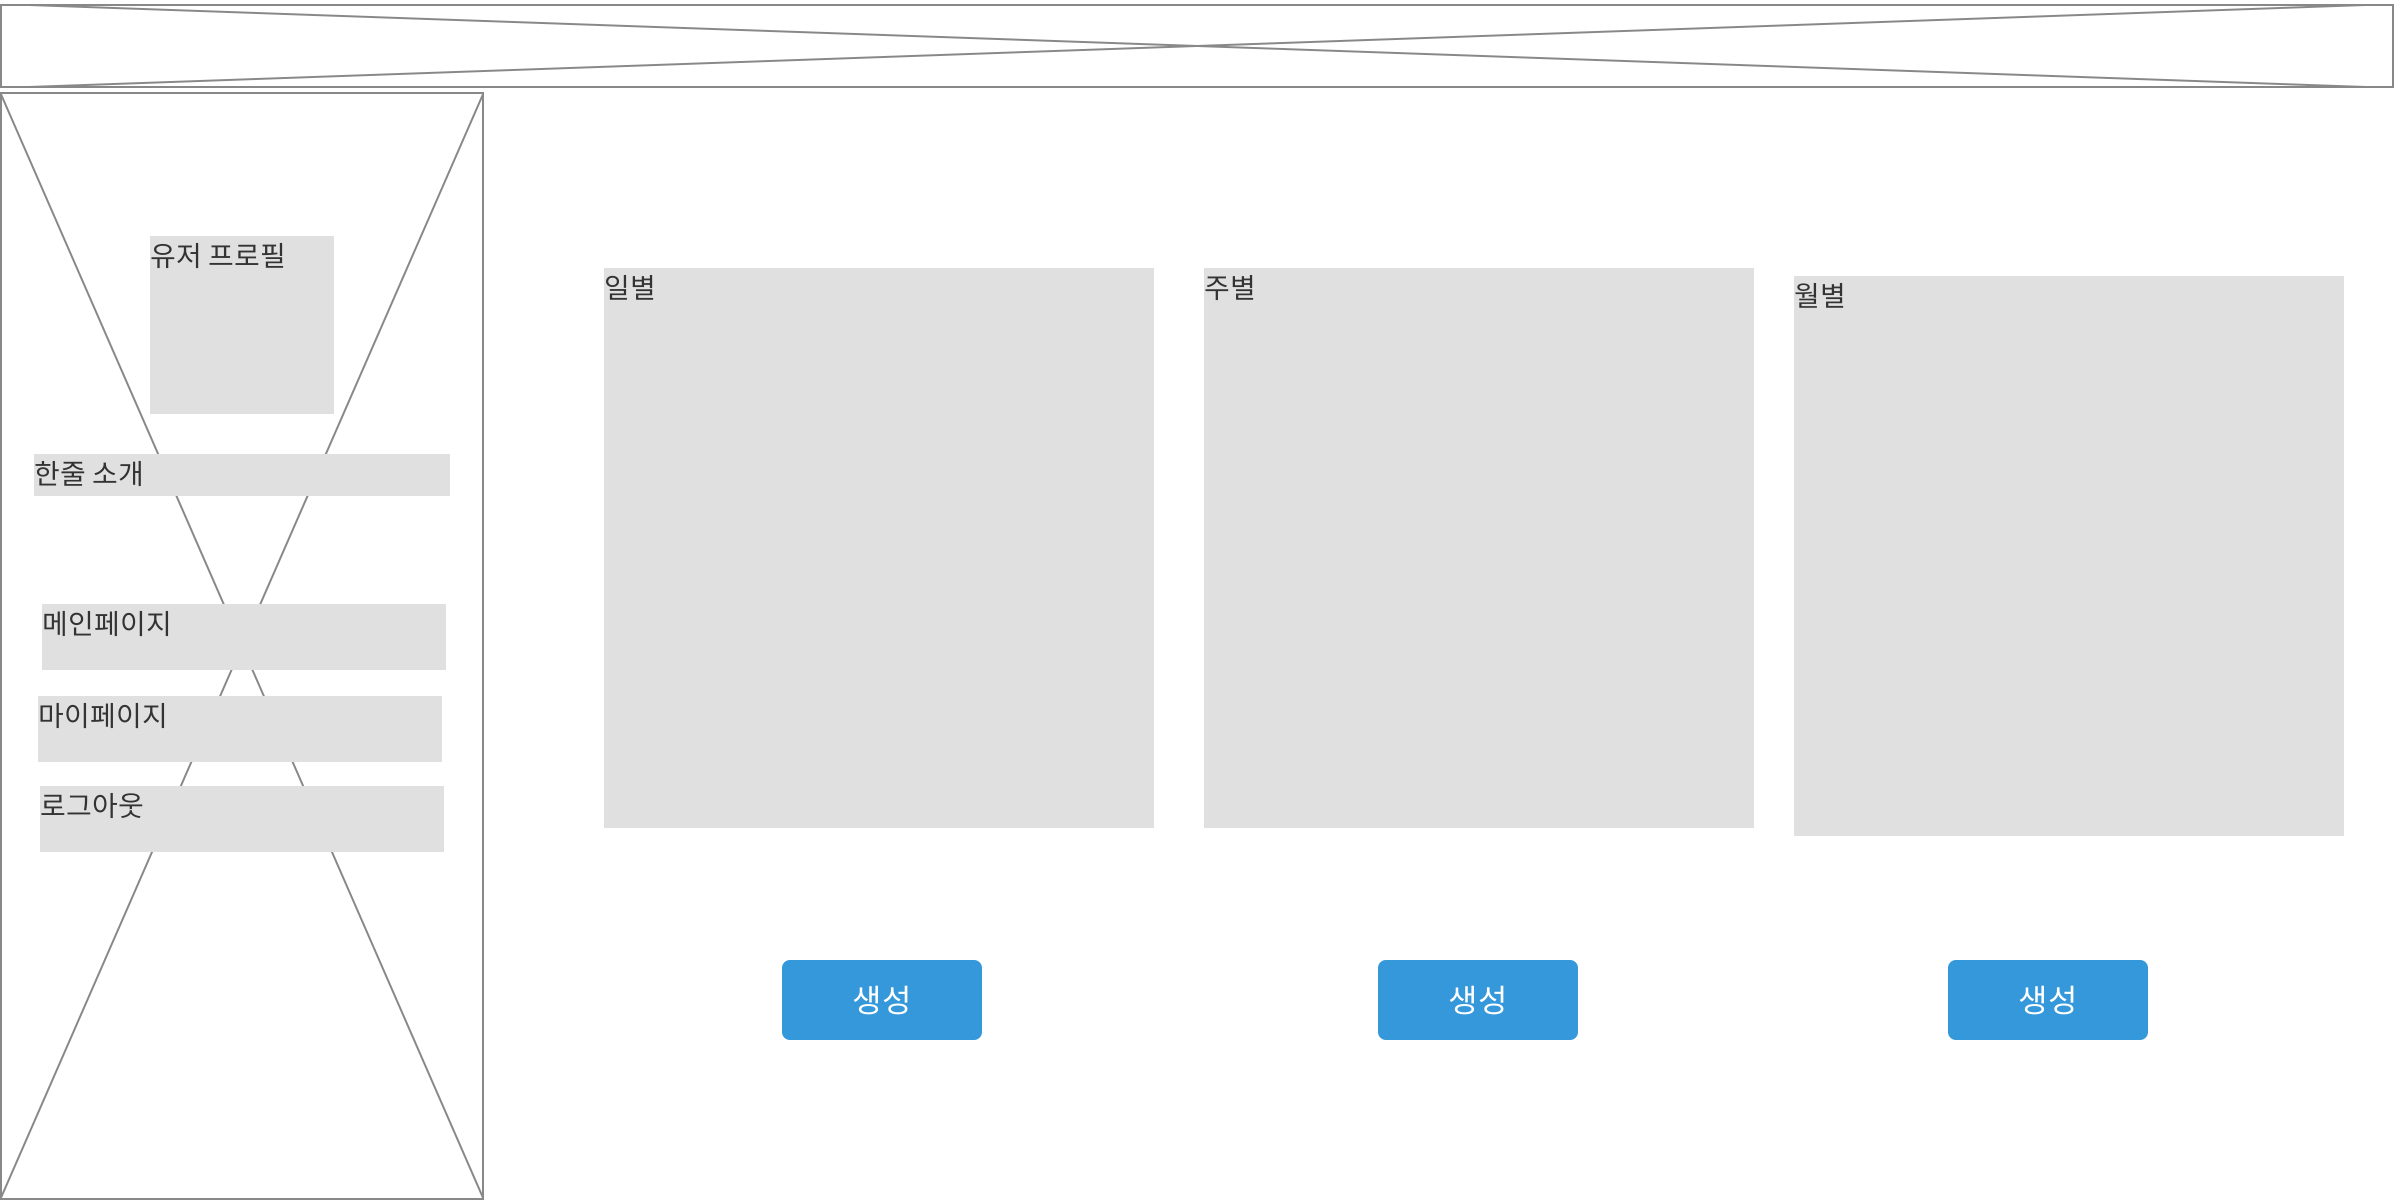 유저 프로필
한줄 소개
메인페이지
마이페이지
로그아웃
일별
주별
월별
생성
생성
생성